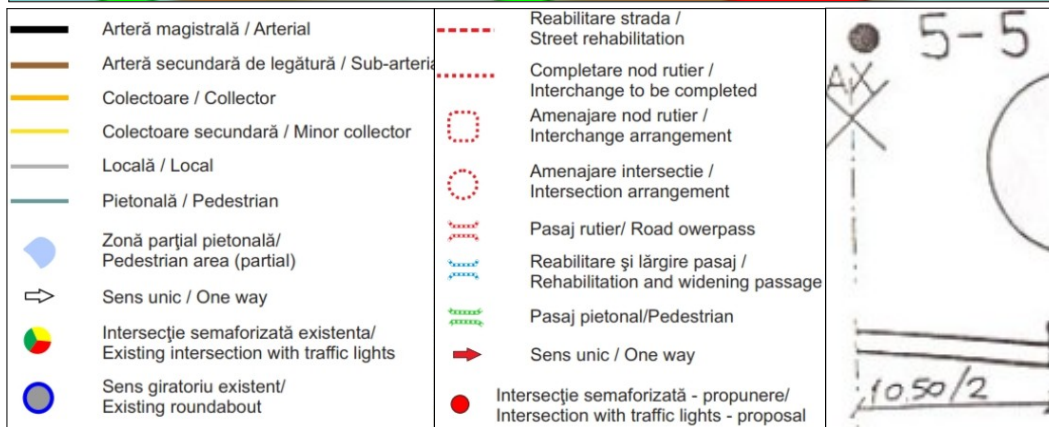 Arteră magistrală / Arterial
Arteră secundară de legătură / Sub-arteria
Colectoare / Collector
Colectoare secundară / Minor collector
Locală / Local
Pietonală / Pedestrian
Zonă parţial pietonală/
Pedestrian area (partial)
Sens unic / One way
Intersecţie semaforizată existenta/
Existing intersection with traffic lights
Sens giratoriu existent/
Existing roundabout
Reabilitare strada /
Street rehabilitation
Completare nod rutier /
Interchange to be completed
Amenajare nod rutier /
Interchange arrangement
Amenajare intersectie /
Intersection arrangement
Pasaj rutier/ Road owerpass
Reabilitare şi lărgire pasaj /
Rehabilitation and widening passage
Pasaj pietonal/Pedestrian
Sens unic / One way
Intersecţie semaforizată - propunere/
Intersection with traffic lights - proposal
5-5
AX
10.50/2